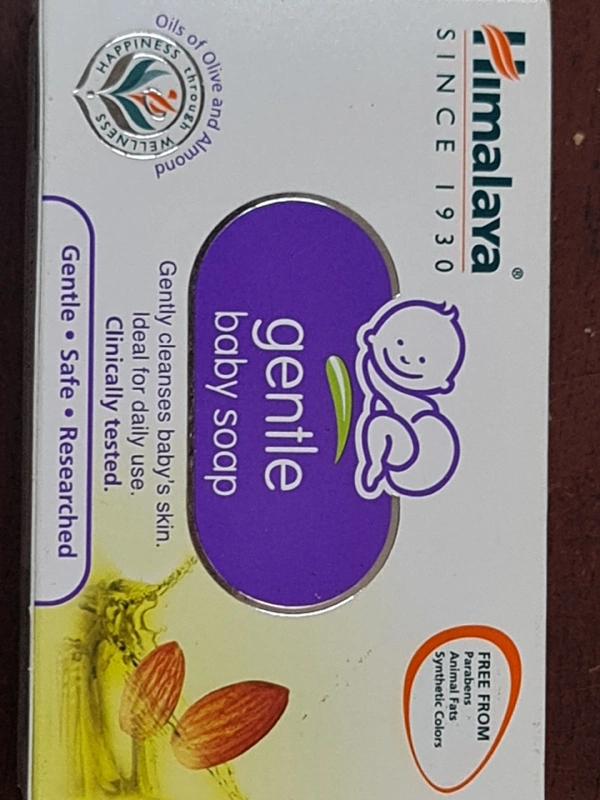 Himalaya®
SINCE 1930
FREE FROM
Parabens
Animal Fats
Synthetic Colors
gentle
baby soap
Gently cleanses baby's skin.
Ideal for daily use.
Clinically tested.
Gentle • Safe • Researched
Oils of Olive and Almond
HAPPINESS through WELLNESS